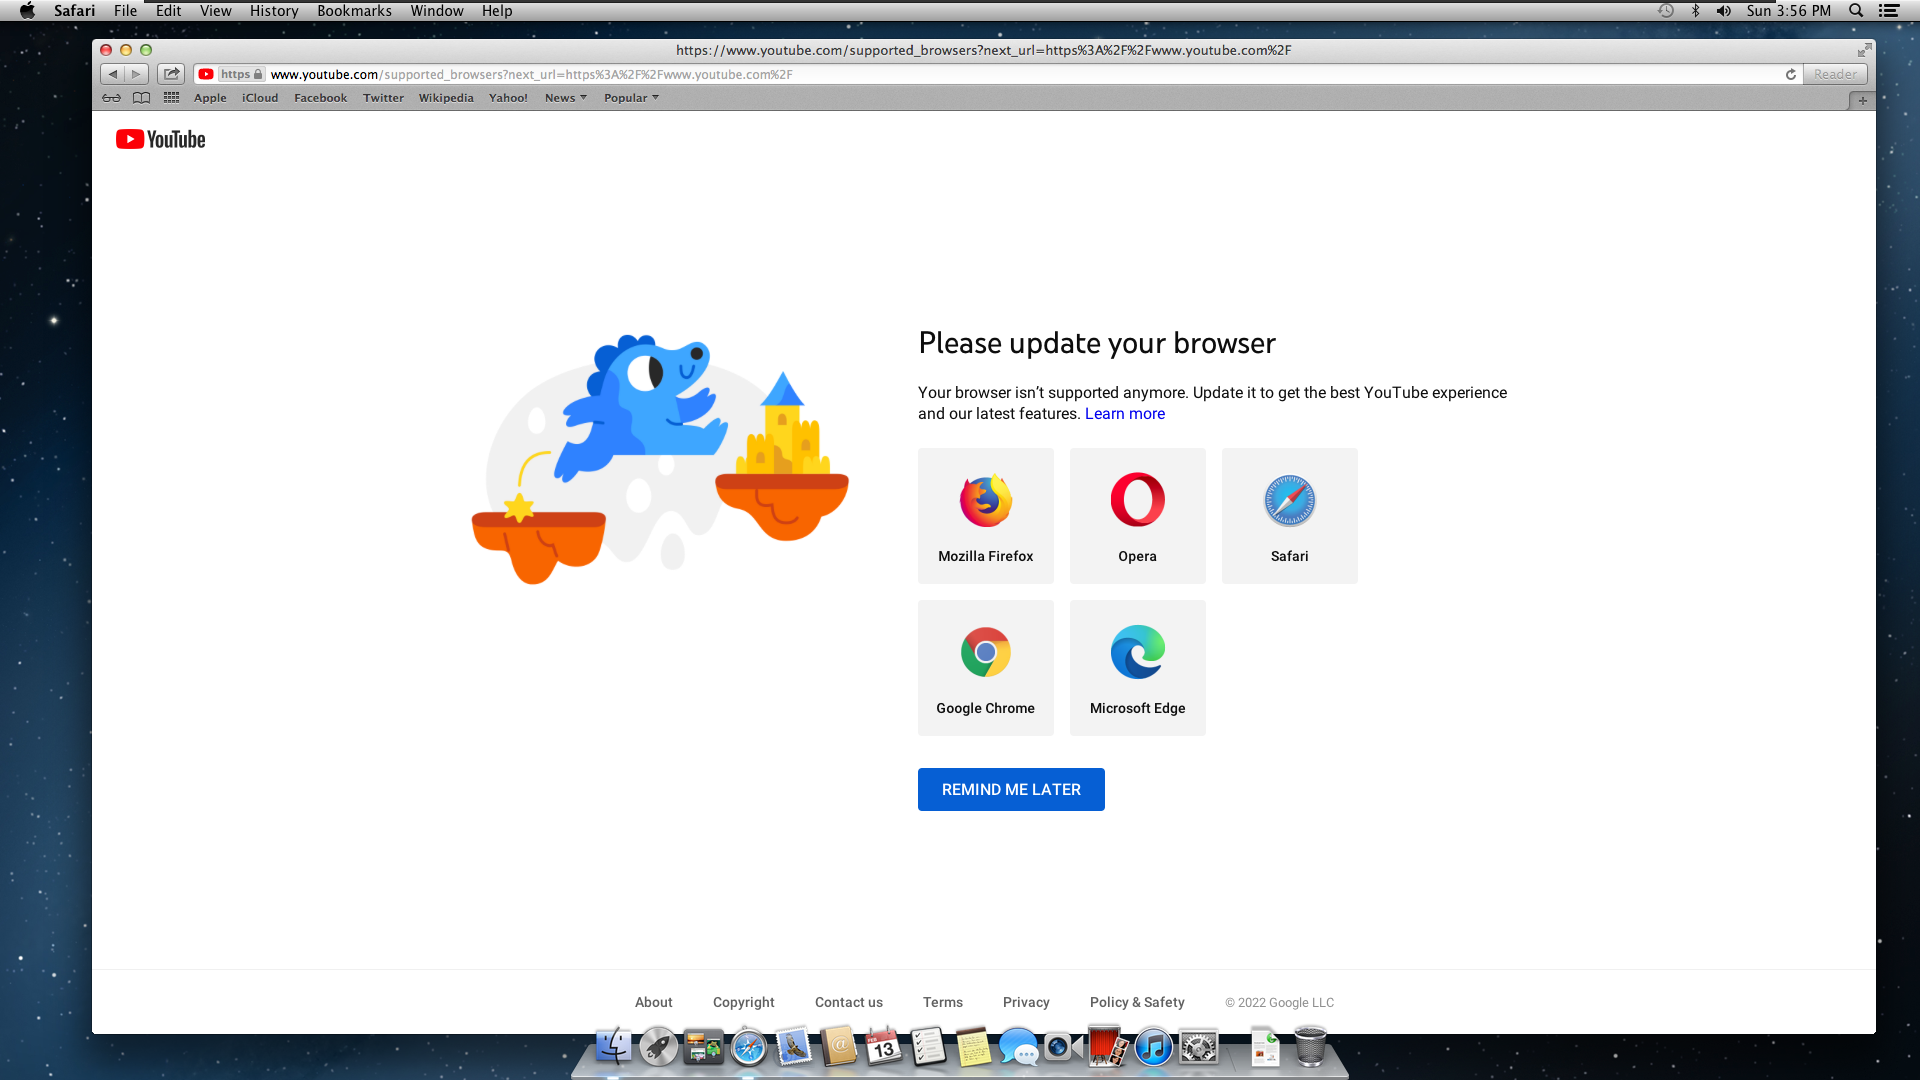 Safari File Edit View History Bookmarks Window Help Sun 3:56 PM
https://www.youtube.com/supported_browsers?next_url=https%3A%2F%2Fwww.youtube.com%2F
https www.youtube.com/supported_browsers?next_url=https%3A%2F%2Fwww.youtube.com%2F Reader
Apple iCloud Facebook Twitter Wikipedia Yahoo! News Popular
YouTube
Please update your browser
Your browser isn’t supported anymore. Update it to get the best YouTube experience
and our latest features. Learn more
Mozilla Firefox Opera Safari
Google Chrome Microsoft Edge
REMIND ME LATER
About Copyright Contact us Terms Privacy Policy & Safety © 2022 Google LLC
FEB
13